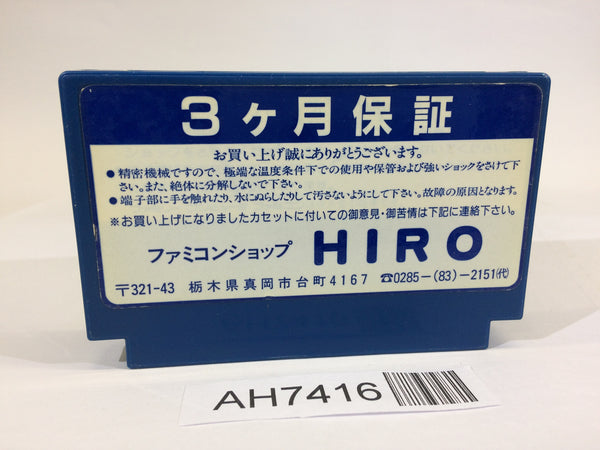 3ヶ月保証
お買い上げ誠にありがとうございます。
●精密機械ですので、極端な温度条件下での使用や保管および強いショックをさけて下
さい。また、絶対に分解しないで下さい。
●端子部に手を触れたり、水にぬらしたりして汚さないようにして下さい。故障の原因となります。
※お買い上げになりましたカセットに付いての御意見・御苦情は下記に連絡下さい。
ファミコンショップ HIRO
〒321-43 栃木県真岡市台町4167 ☎0285-(83)-2151(代)
AH7416